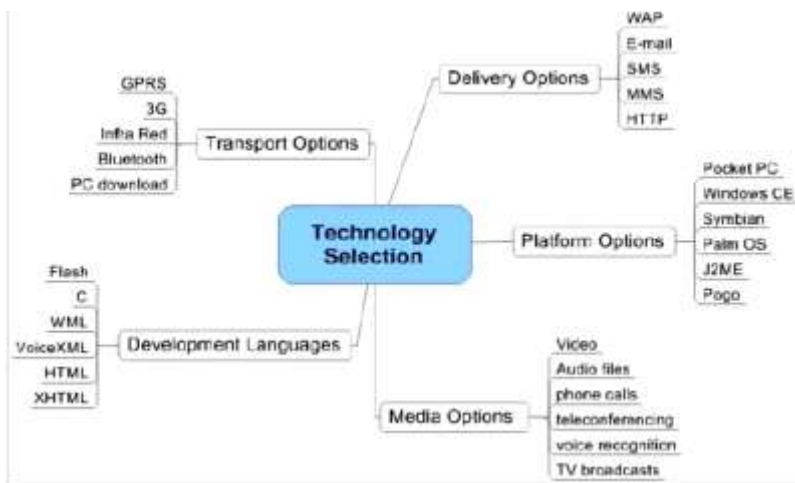 Technology
Selection
Delivery Options
WAP
E-mail
SMS
MMS
HTTP
Platform Options
Pocket PC
Windows CE
Symbian
Palm OS
J2ME
Pogo
Media Options
Video
Audio files
phone calls
teleconferencing
voice recognition
TV broadcasts
Development Languages
Flash
C
WML
VoiceXML
HTML
XHTML
Transport Options
GPRS
3G
Infra Red
Bluetooth
PC download